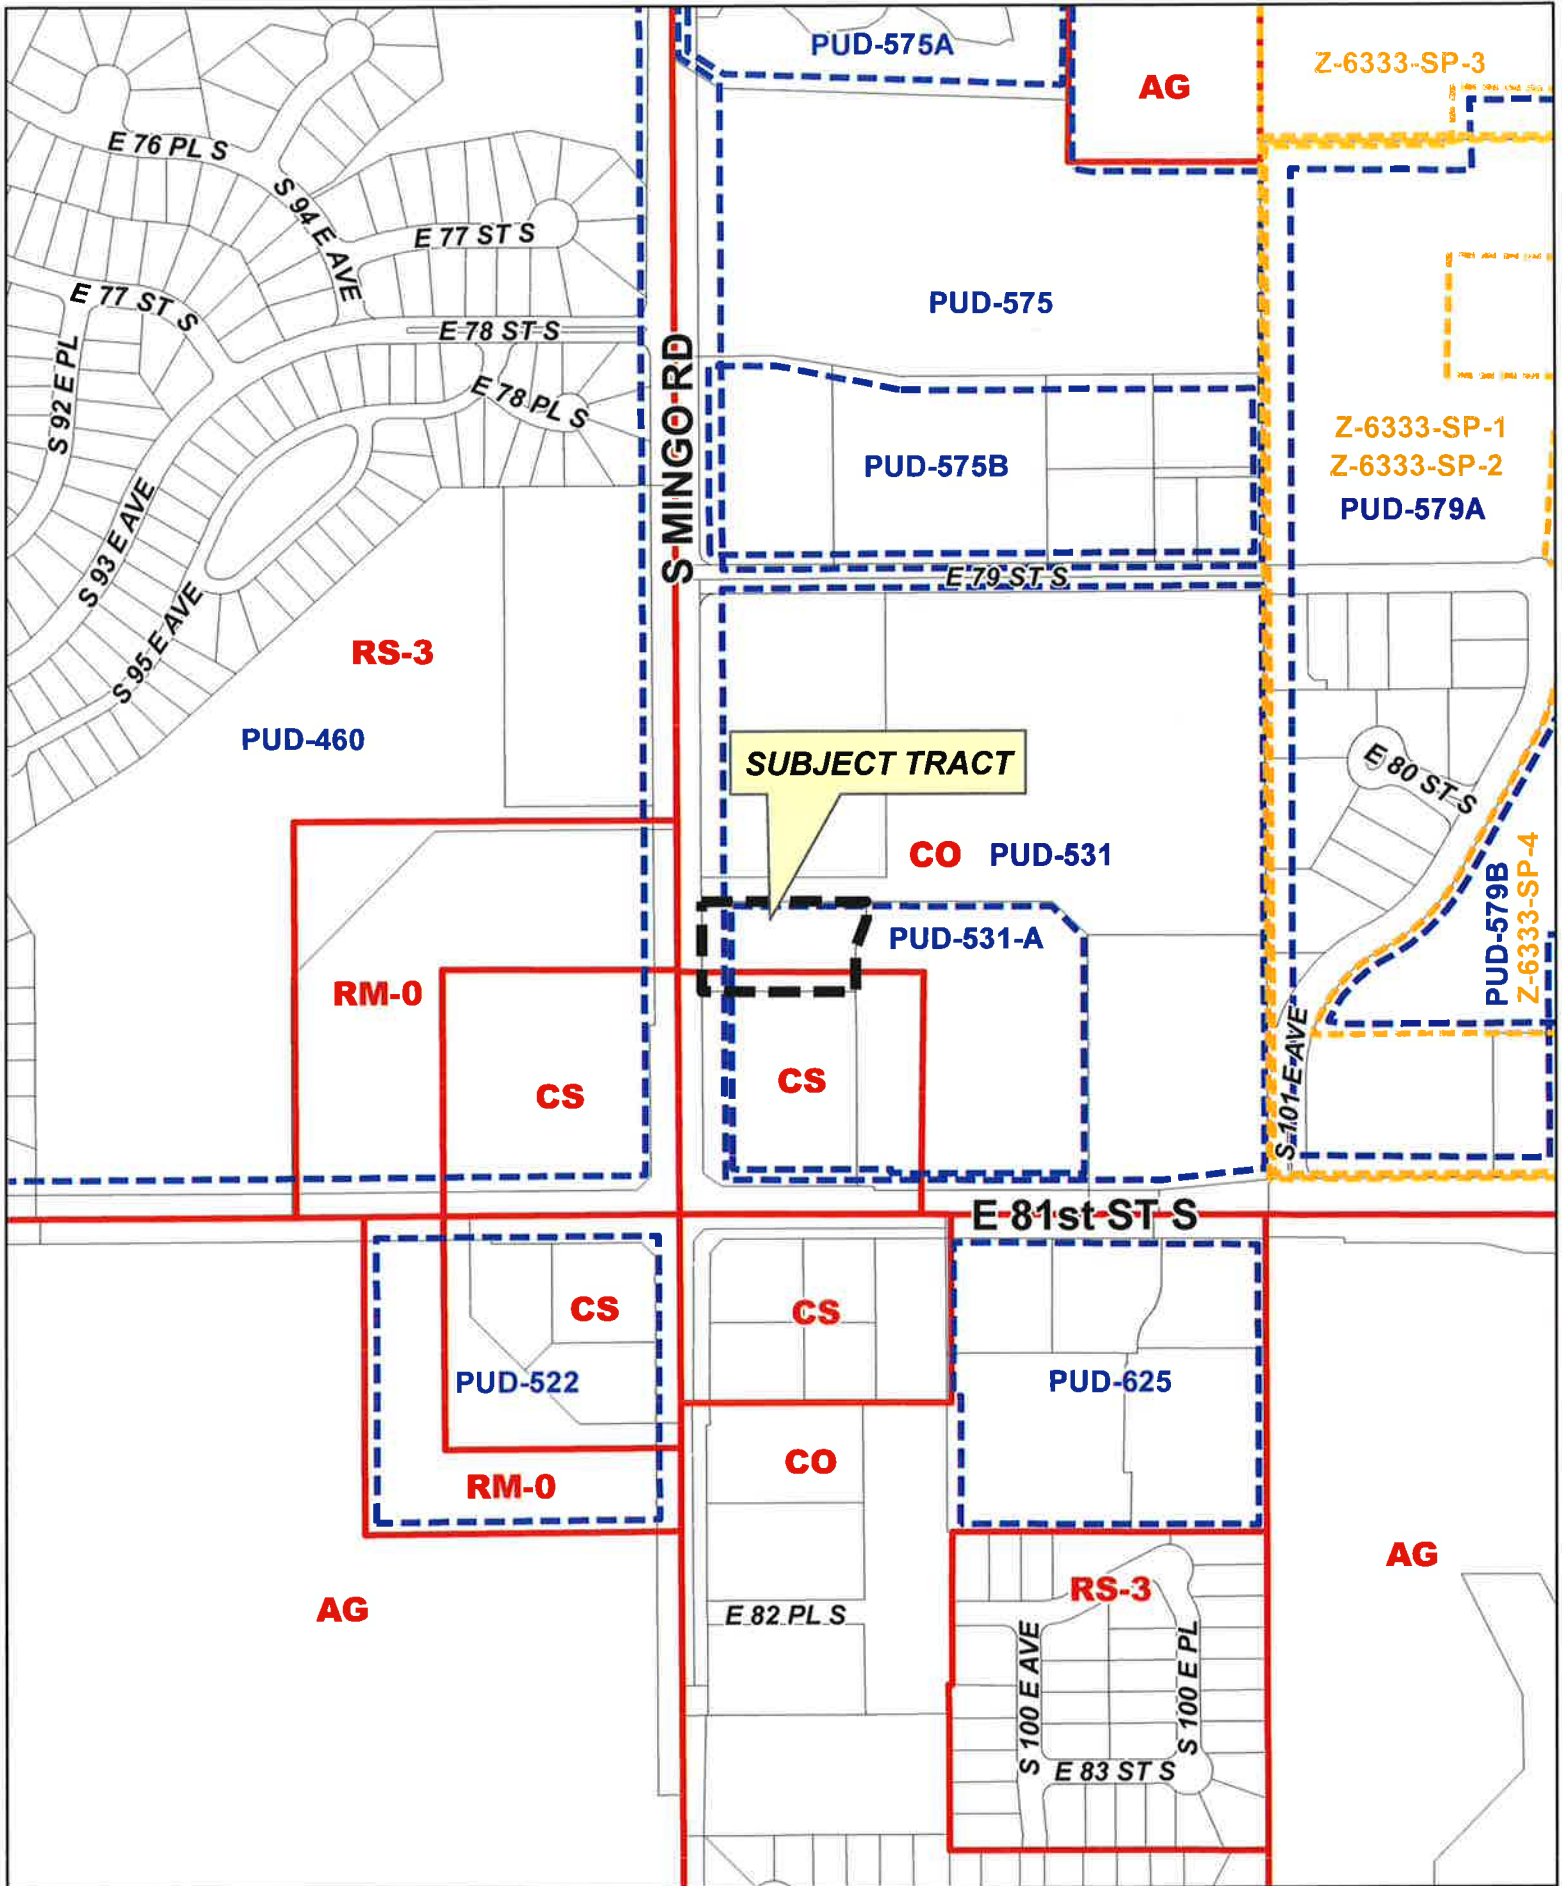 PUD-575A
Z-6333-SP-3
AG
E 76 PL S
S 94 E AVE
E 77 ST S
E 77 ST S
PUD-575
E 78 ST S
S 92 E PL
E 78 PL S
S MINGO RD
Z-6333-SP-1
Z-6333-SP-2
PUD-579A
PUD-575B
S 93 E AVE
E 79 ST S
S 95 E AVE
RS-3
PUD-460
SUBJECT TRACT
E 80 ST S
CO
PUD-531
PUD-579B
Z-6333-SP-4
PUD-531-A
RM-0
CS
CS
S 101 E AVE
E 81st ST S
CS
CS
PUD-522
PUD-625
CO
RM-0
AG
AG
RS-3
E 82 PL S
S 100 E AVE
S 100 E PL
E 83 ST S